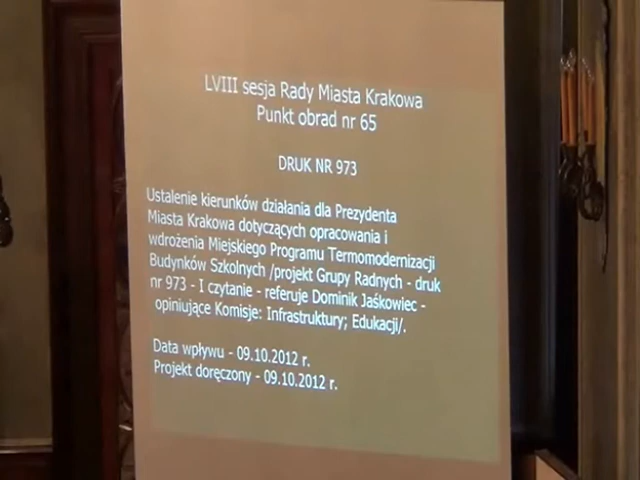 LVIII sesja Rady Miasta Krakowa
Punkt obrad nr 65
DRUK NR 973
Ustalenie kierunków działania dla Prezydenta
Miasta Krakowa dotyczących opracowania i
wdrożenia Miejskiego Programu Termomodernizacji
Budynków Szkolnych /projekt Grupy Radnych - druk
nr 973 - I czytanie - referuje Dominik Jaśkowiec -
opiniujące Komisje: Infrastruktury; Edukacji/.
Data wpływu - 09.10.2012 r.
Projekt doręczony - 09.10.2012 r.